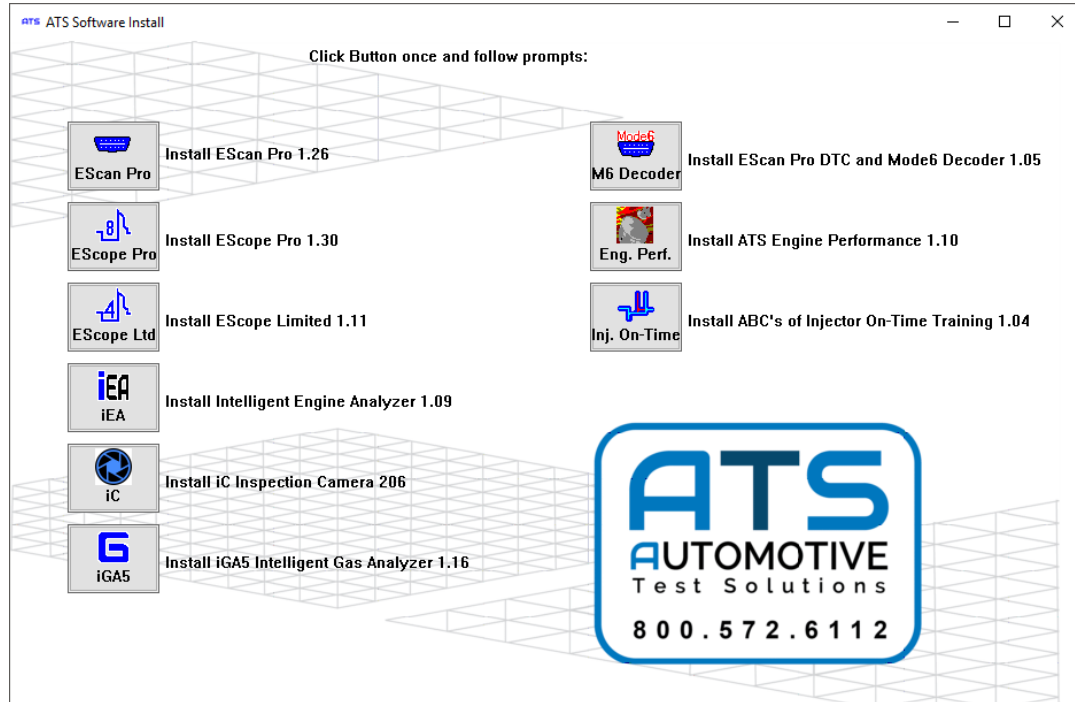 ATS ATS Software Install
Click Button once and follow prompts:
EScan Pro
Install EScan Pro 1.26
8
EScope Pro
Install EScope Pro 1.30
4
EScope Ltd
Install EScope Limited 1.11
iEA
iEA
Install Intelligent Engine Analyzer 1.09
iC
Install iC Inspection Camera 206
G
iGA5
Install iGA5 Intelligent Gas Analyzer 1.16
Mode6
M6 Decoder
Install EScan Pro DTC and Mode6 Decoder 1.05
Eng. Perf.
Install ATS Engine Performance 1.10
Inj. On-Time
Install ABC's of Injector On-Time Training 1.04
ATS
AUTOMOTIVE
Test Solutions
800.572.6112